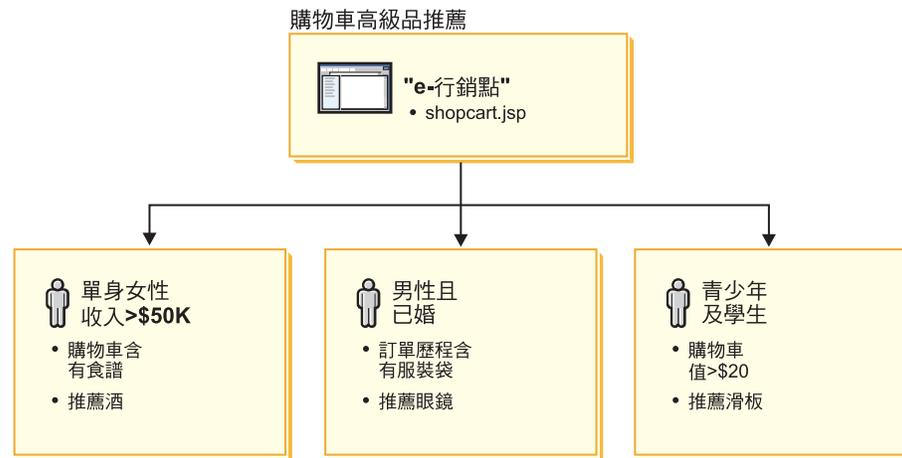 購物車高級品推薦
"e-行銷點"
• shopcart.jsp
單身女性
收入>$50K
• 購物車含
有食譜
• 推薦酒
男性且
已婚
• 訂單歷程含
有服裝袋
• 推薦眼鏡
青少年
及學生
• 購物車
值>$20
• 推薦滑板